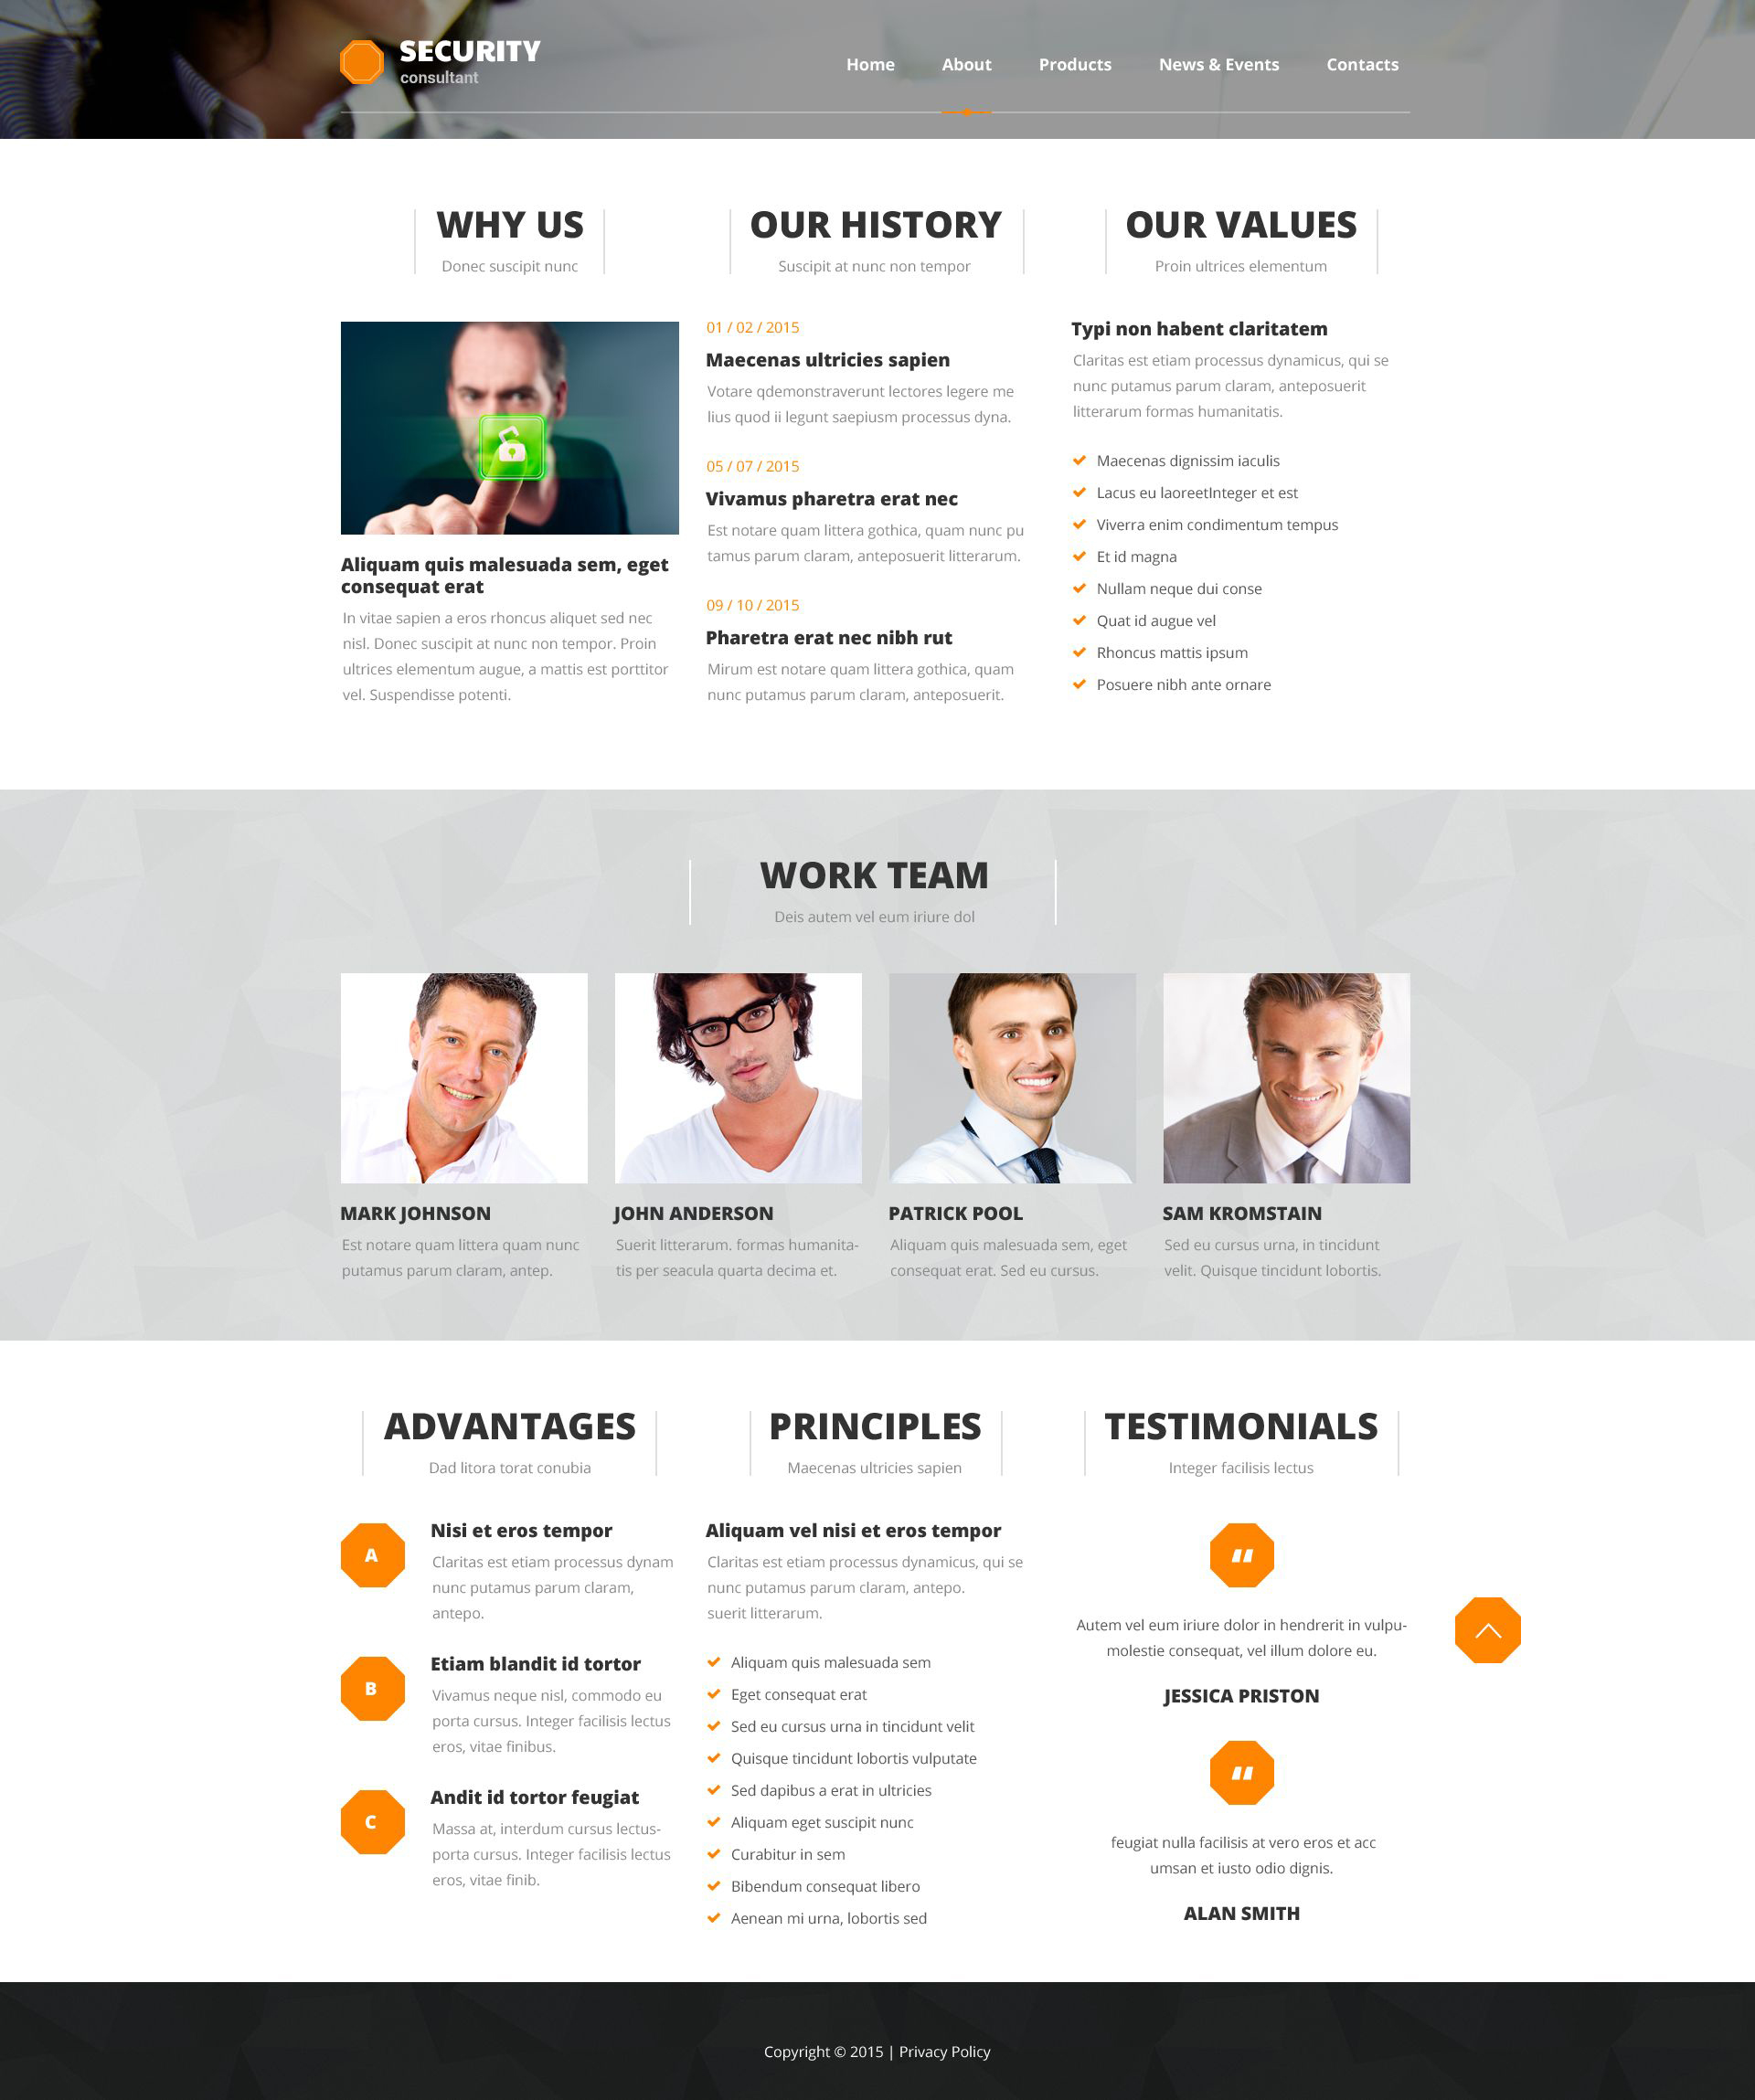 SECURITY
consultant
Home About Products News & Events Contacts
WHY US
Donec suscipit nunc
Aliquam quis malesuada sem, eget
consequat erat
In vitae sapien a eros rhoncus aliquet sed nec
nisl. Donec suscipit at nunc non tempor. Proin
ultrices elementum augue, a mattis est porttitor
vel. Suspendisse potenti.
OUR HISTORY
Suscipit at nunc non tempor
01 / 02 / 2015
Maecenas ultricies sapien
Votare qdemonstraverunt lectores legere me
lius quod ii legunt saepiusm processus dyna.
05 / 07 / 2015
Vivamus pharetra erat nec
Est notare quam littera gothica, quam nunc pu
tamus parum claram, anteposuerit litterarum.
09 / 10 / 2015
Pharetra erat nec nibh rut
Mirum est notare quam littera gothica, quam
nunc putamus parum claram, anteposuerit.
OUR VALUES
Proin ultrices elementum
Typi non habent claritatem
Claritas est etiam processus dynamicus, qui se
nunc putamus parum claram, anteposuerit
litterarum formas humanitatis.
Maecenas dignissim iaculis
Lacus eu laoreetInteger et est
Viverra enim condimentum tempus
Et id magna
Nullam neque dui conse
Quat id augue vel
Rhoncus mattis ipsum
Posuere nibh ante ornare
WORK TEAM
Deis autem vel eum iriure dol
MARK JOHNSON
Est notare quam littera quam nunc
putamus parum claram, antep.
JOHN ANDERSON
Suerit litterarum. formas humanita-
tis per seacula quarta decima et.
PATRICK POOL
Aliquam quis malesuada sem, eget
consequat erat. Sed eu cursus.
SAM KROMSTAIN
Sed eu cursus urna, in tincidunt
velit. Quisque tincidunt lobortis.
ADVANTAGES
Dad litora torat conubia
A
Nisi et eros tempor
Claritas est etiam processus dynam
nunc putamus parum claram,
antepo.
B
Etiam blandit id tortor
Vivamus neque nisl, commodo eu
porta cursus. Integer facilisis lectus
eros, vitae finibus.
C
Andit id tortor feugiat
Massa at, interdum cursus lectus-
porta cursus. Integer facilisis lectus
eros, vitae finib.
PRINCIPLES
Maecenas ultricies sapien
Aliquam vel nisi et eros tempor
Claritas est etiam processus dynamicus, qui se
nunc putamus parum claram, antepo.
suerit litterarum.
Aliquam quis malesuada sem
Eget consequat erat
Sed eu cursus urna in tincidunt velit
Quisque tincidunt lobortis vulputate
Sed dapibus a erat in ultricies
Aliquam eget suscipit nunc
Curabitur in sem
Bibendum consequat libero
Aenean mi urna, lobortis sed
TESTIMONIALS
Integer facilisis lectus
Autem vel eum iriure dolor in hendrerit in vulpu-
molestie consequat, vel illum dolore eu.
JESSICA PRISTON
feugiat nulla facilisis at vero eros et acc
umsan et iusto odio dignis.
ALAN SMITH
Copyright © 2015 | Privacy Policy